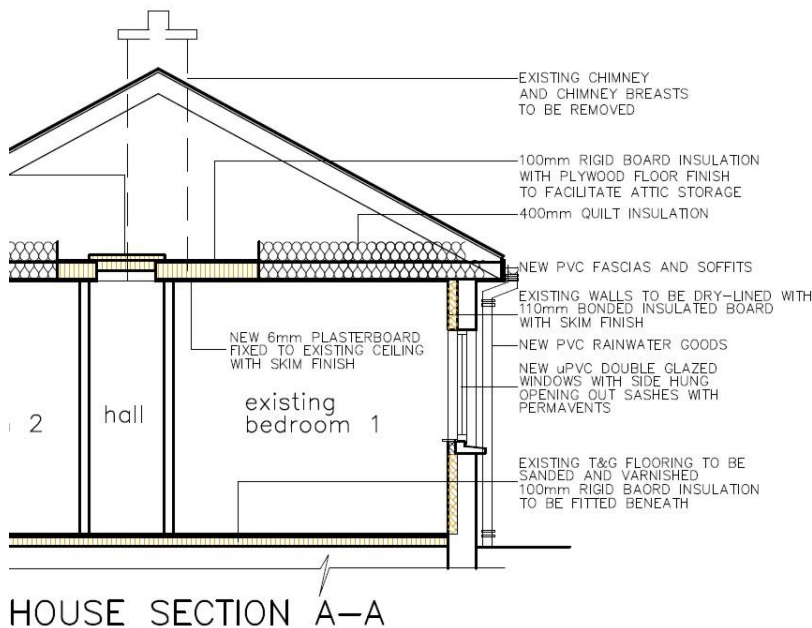 EXISTING CHIMNEY
AND CHIMNEY BREASTS
TO BE REMOVED
100mm RIGID BOARD INSULATION
WITH PLYWOOD FLOOR FINISH
TO FACILITATE ATTIC STORAGE
400mm QUILT INSULATION
NEW PVC FASCIAS AND SOFFITS
EXISTING WALLS TO BE DRY-LINED WITH
110mm BONDED INSULATED BOARD
WITH SKIM FINISH
NEW PVC RAINWATER GOODS
NEW uPVC DOUBLE GLAZED
WINDOWS WITH SIDE HUNG
OPENING OUT SASHES WITH
PERMAVENTS
NEW 6mm PLASTERBOARD
FIXED TO EXISTING CEILING
WITH SKIM FINISH
2
hall
existing
bedroom 1
EXISTING T&G FLOORING TO BE
SANDED AND VARNISHED
100mm RIGID BAORD INSULATION
TO BE FITTED BENEATH
HOUSE SECTION A-A